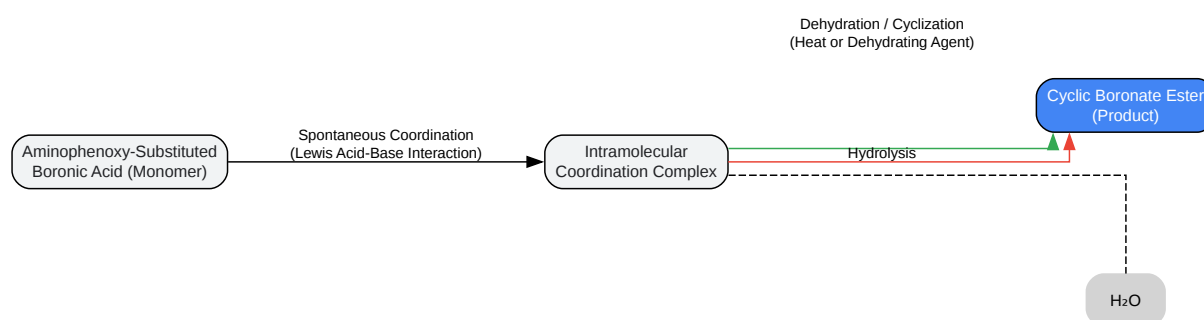 Dehydration / Cyclization
(Heat or Dehydrating Agent)
Cyclic Boronate Ester
(Product)
Spontaneous Coordination
(Lewis Acid-Base Interaction)
Aminophenoxy-Substituted
Boronic Acid (Monomer)
Intramolecular
Coordination Complex
Hydrolysis
H₂O